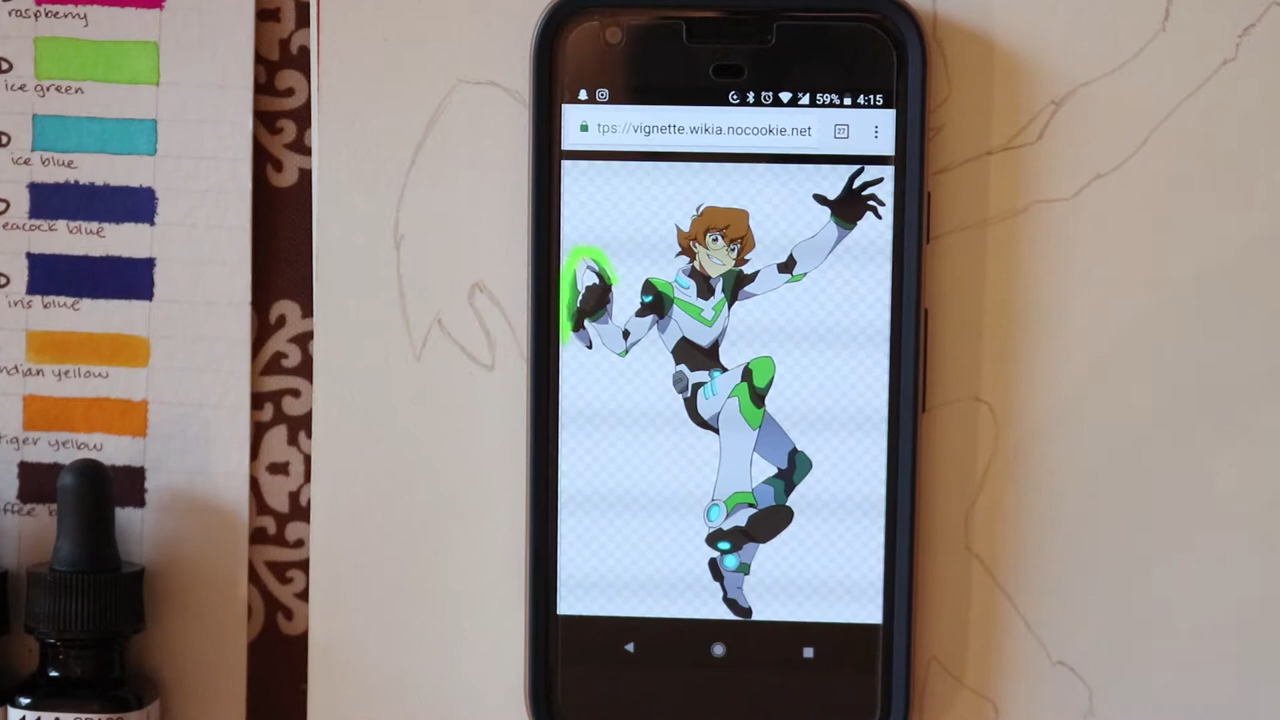 raspberry
D
ice green
D
ice blue
D
eacock blue
D
iris blue
ndian yellow
tiger yellow
59% 4:15
tps://vignette.wikia.nocookie.net
27